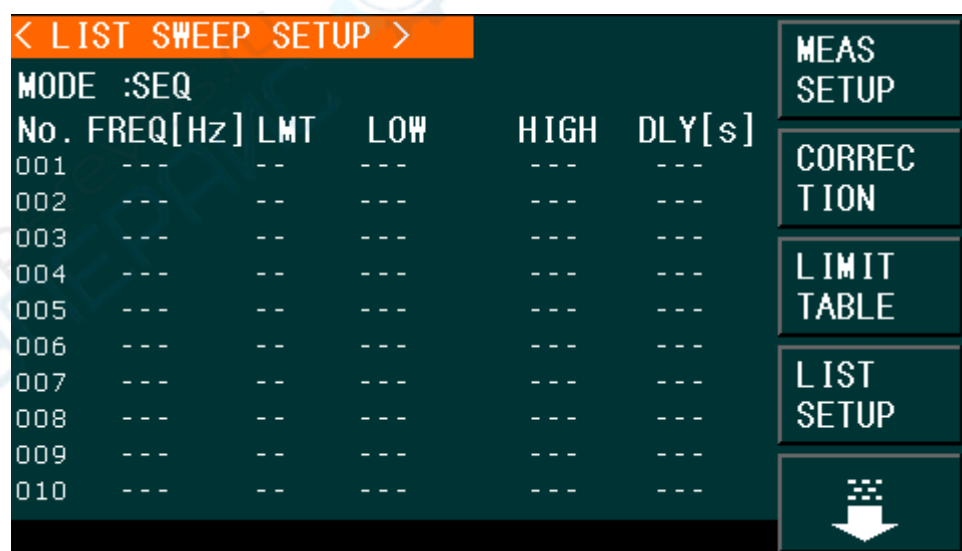 < LIST SWEEP SETUP >
MODE :SEQ
No. FREQ[Hz] LMT LOW HIGH DLY[s]
001 --- -- --- --- ---
002 --- -- --- --- ---
003 --- -- --- --- ---
004 --- -- --- --- ---
005 --- -- --- --- ---
006 --- -- --- --- ---
007 --- -- --- --- ---
008 --- -- --- --- ---
009 --- -- --- --- ---
010 --- -- --- --- ---
MEAS
SETUP
CORREC
TION
LIMIT
TABLE
LIST
SETUP